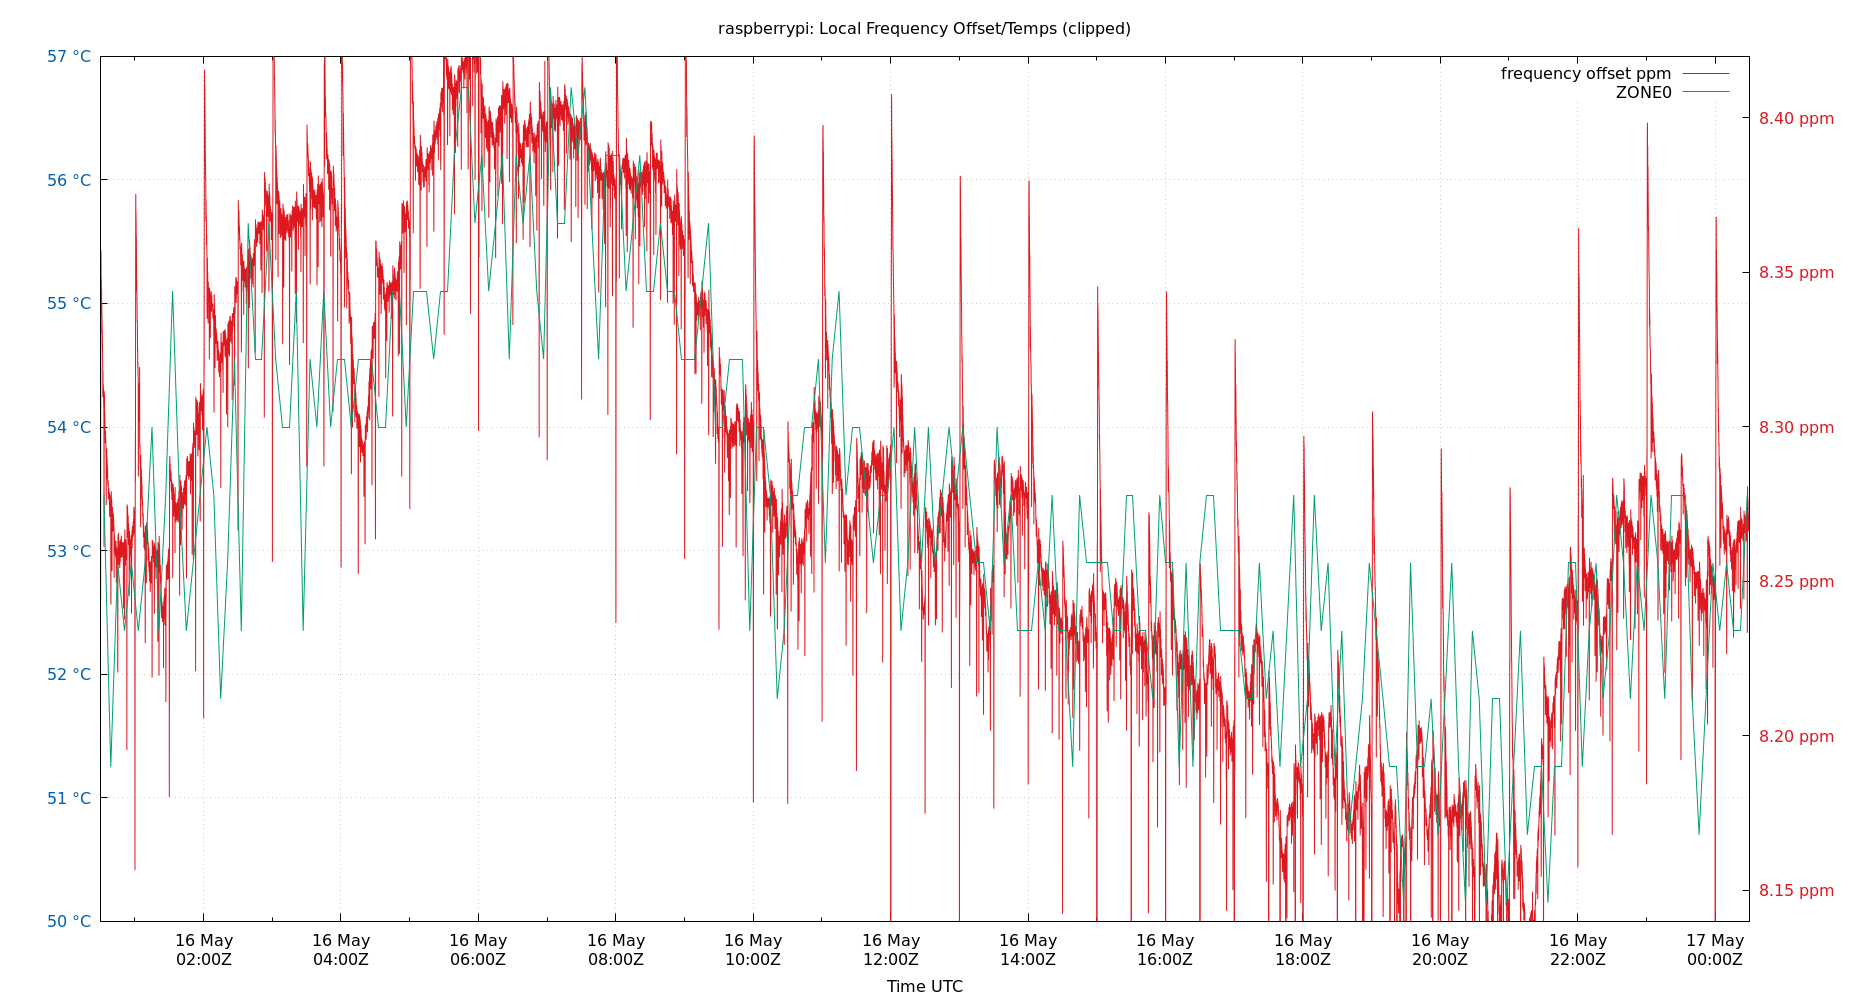 raspberrypi: Local Frequency Offset/Temps (clipped)
57 °C
56 °C
55 °C
54 °C
53 °C
52 °C
51 °C
50 °C
frequency offset ppm
ZONE0
8.40 ppm
8.35 ppm
8.30 ppm
8.25 ppm
8.20 ppm
8.15 ppm
16 May 16 May 16 May 16 May 16 May 16 May 16 May 16 May 16 May 16 May 16 May 17 May
02:00Z 04:00Z 06:00Z 08:00Z 10:00Z 12:00Z 14:00Z 16:00Z 18:00Z 20:00Z 22:00Z 00:00Z
Time UTC